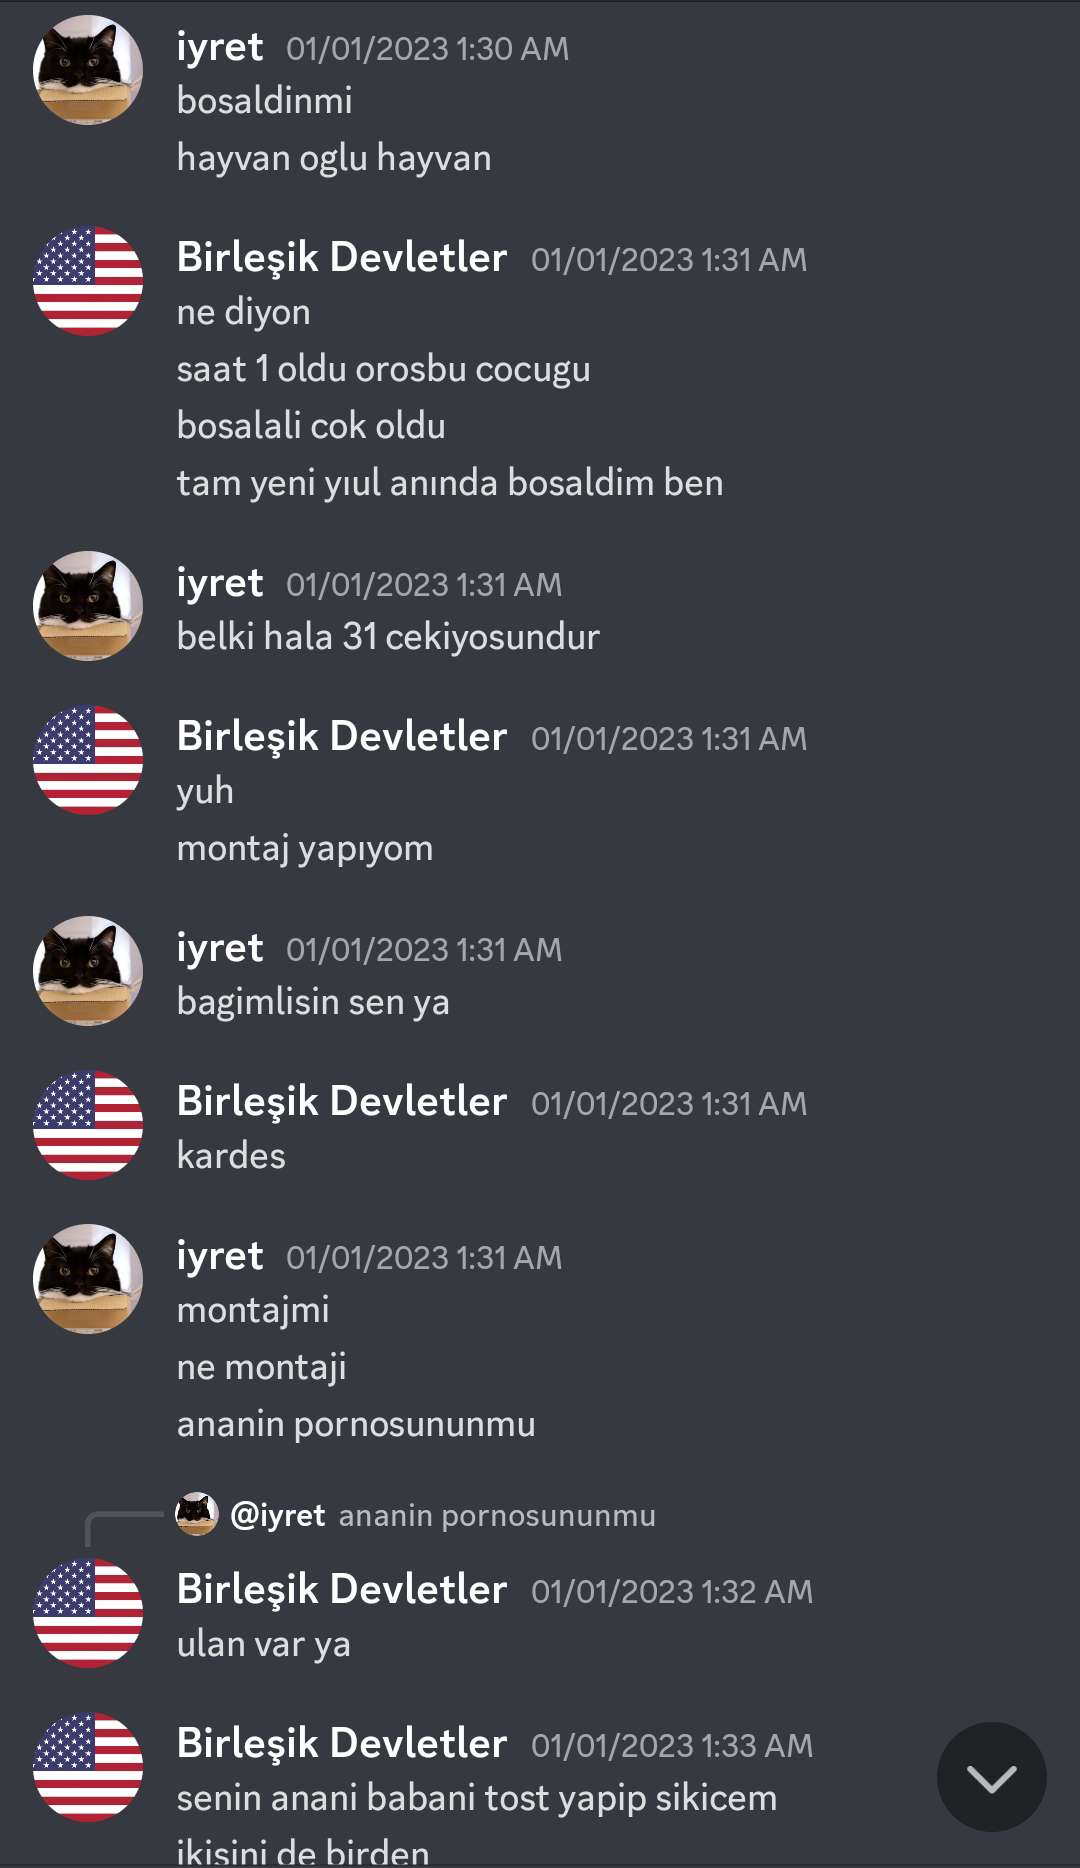 iyret 01/01/2023 1:30 AM
bosaldinmi
hayvan oglu hayvan
Birleşik Devletler 01/01/2023 1:31 AM
ne diyon
saat 1 oldu orosbu cocugu
bosalali cok oldu
tam yeni yıul anında bosaldim ben
iyret 01/01/2023 1:31 AM
belki hala 31 cekiyosundur
Birleşik Devletler 01/01/2023 1:31 AM
yuh
montaj yapıyom
iyret 01/01/2023 1:31 AM
bagimlisin sen ya
Birleşik Devletler 01/01/2023 1:31 AM
kardes
iyret 01/01/2023 1:31 AM
montajmi
ne montaji
ananin pornosununmu
@iyret ananin pornosununmu
Birleşik Devletler 01/01/2023 1:32 AM
ulan var ya
Birleşik Devletler 01/01/2023 1:33 AM
senin anani babani tost yapip sikicem
ikisini de birden